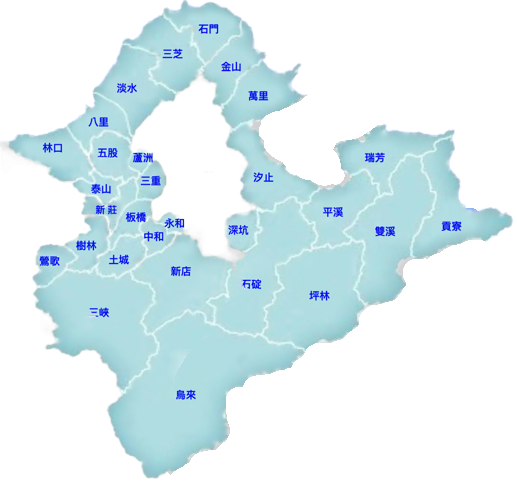 石門
三芝
金山
淡水
萬里
八里
林口
五股
蘆洲
瑞芳
汐止
三重
泰山
新莊
板橋
平溪
永和
深坑
雙溪
貢寮
中和
樹林
鶯歌
土城
新店
石碇
坪林
三峽
烏來